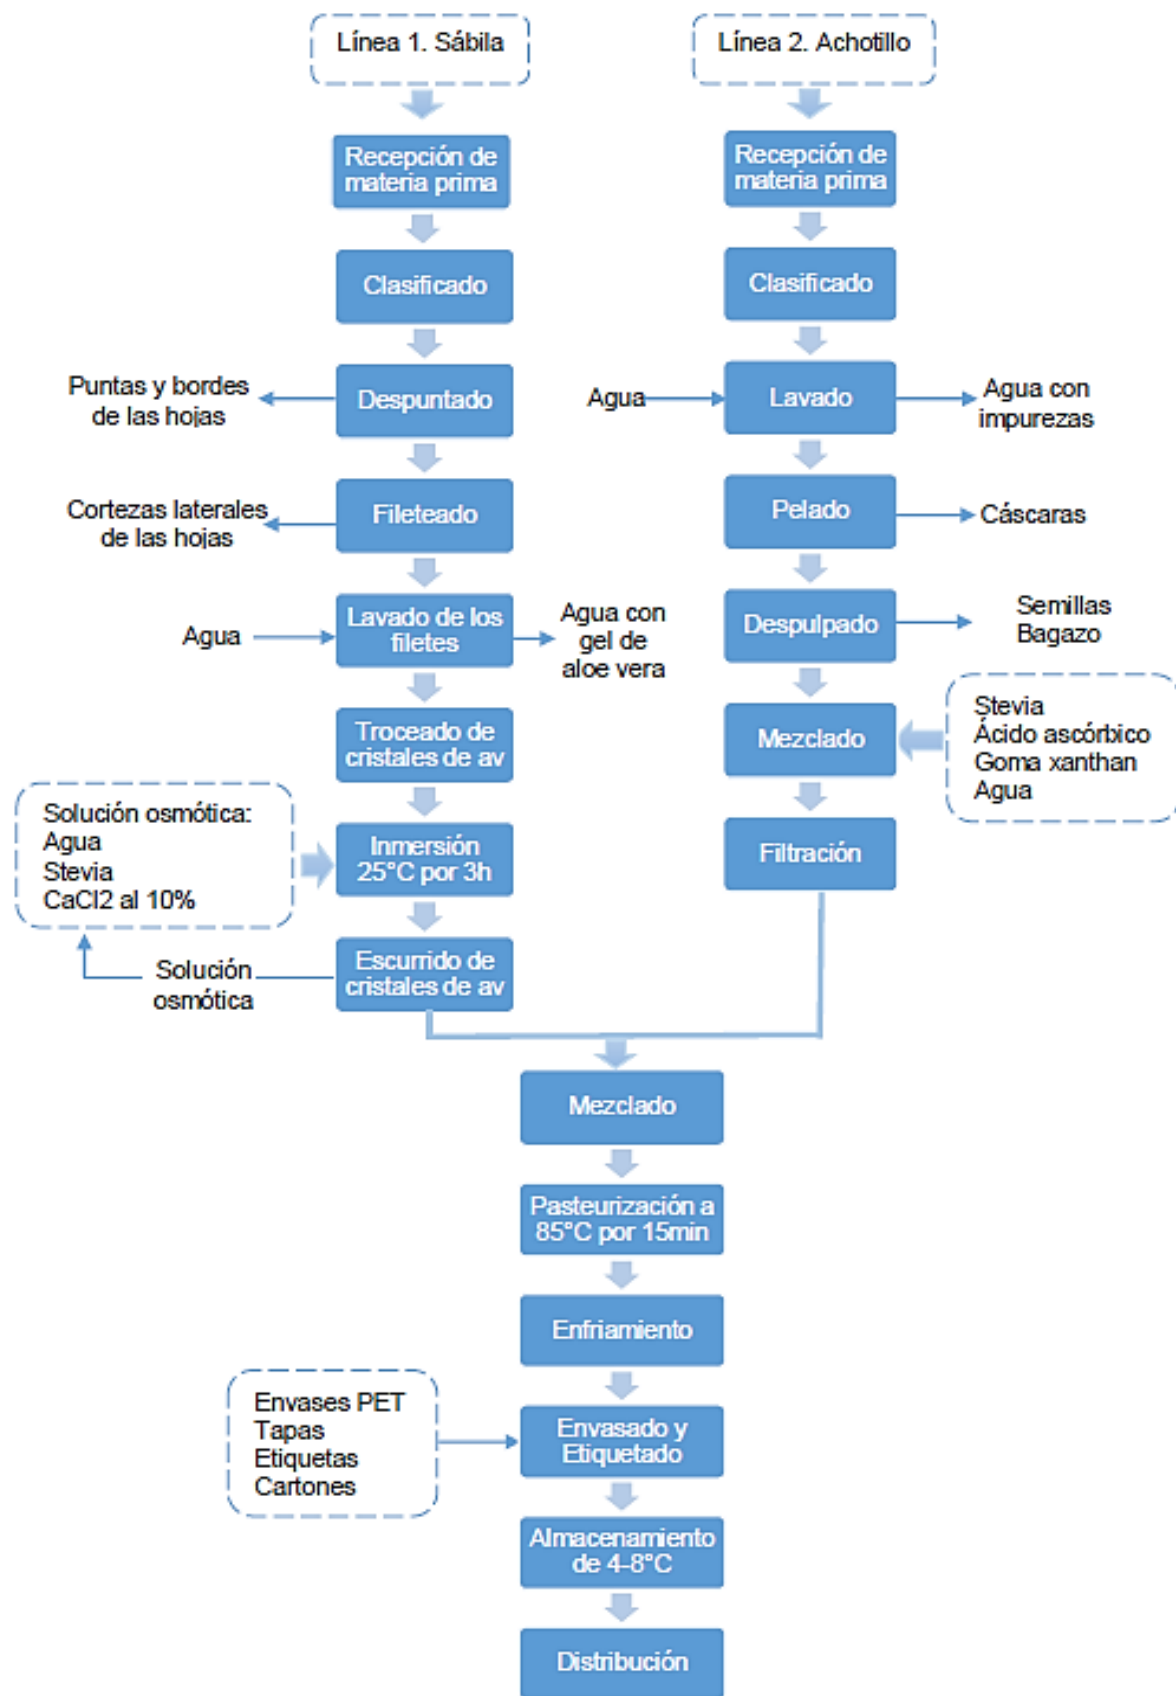 Línea 1. Sábila
Línea 2. Achotillo
Recepción de
materia prima
Recepción de
materia prima
Clasificado
Clasificado
Puntas y bordes
de las hojas
Despuntado
Agua
Lavado
Agua con
impurezas
Cortezas laterales
de las hojas
Fileteado
Pelado
Cáscaras
Agua
Lavado de los
filetes
Agua con
gel de
aloe vera
Despulpado
Semillas
Bagazo
Troceado de
cristales de av
Mezclado
Stevia
Ácido ascórbico
Goma xanthan
Agua
Solución osmótica:
Agua
Stevia
CaCl2 al 10%
Inmersión
25°C por 3h
Filtración
Solución
osmótica
Escurrido de
cristales de av
Mezclado
Pasteurización a
85°C por 15min
Enfriamiento
Envases PET
Tapas
Etiquetas
Cartones
Envasado y
Etiquetado
Almacenamiento
de 4-8°C
Distribución